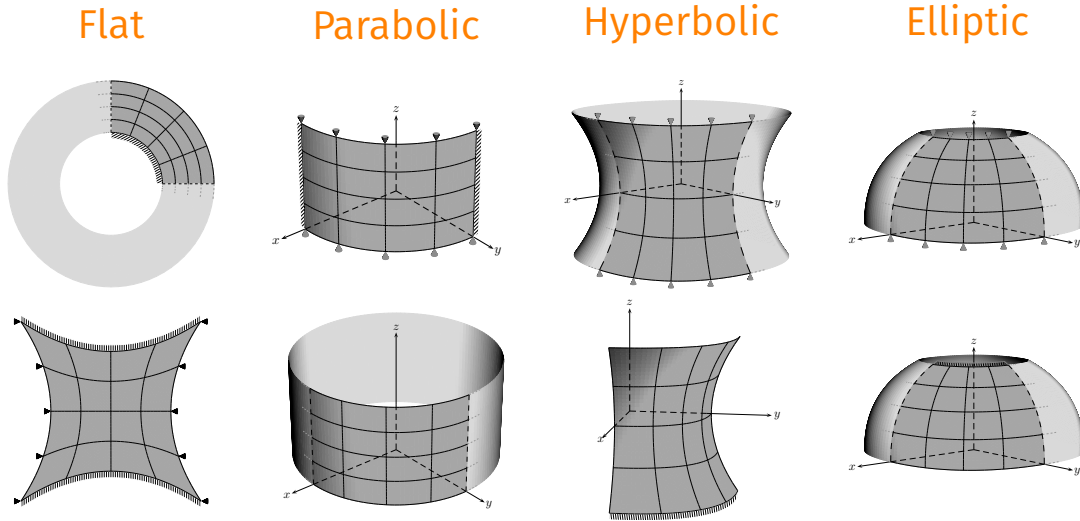 Flat Parabolic Hyperbolic Elliptic
z x y
z x y
z x y
z x y
z y x
z x y